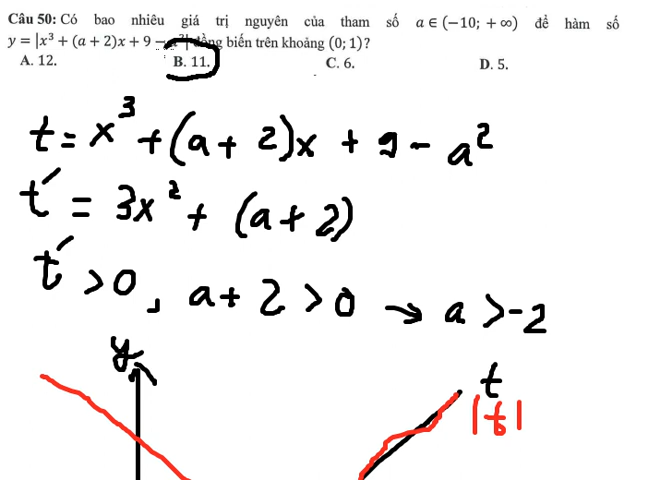 Câu 50: Có bao nhiêu giá trị nguyên của tham số a ∈ (−10; +∞) để hàm số
y = |x³ + (a + 2)x + 9 − a²| đồng biến trên khoảng (0; 1)?
A. 12. B. 11. C. 6. D. 5.
t = x³ + (a + 2)x + 9 − a²
t' = 3x² + (a + 2)
t' > 0, a + 2 > 0 → a > −2
y
t
|t|